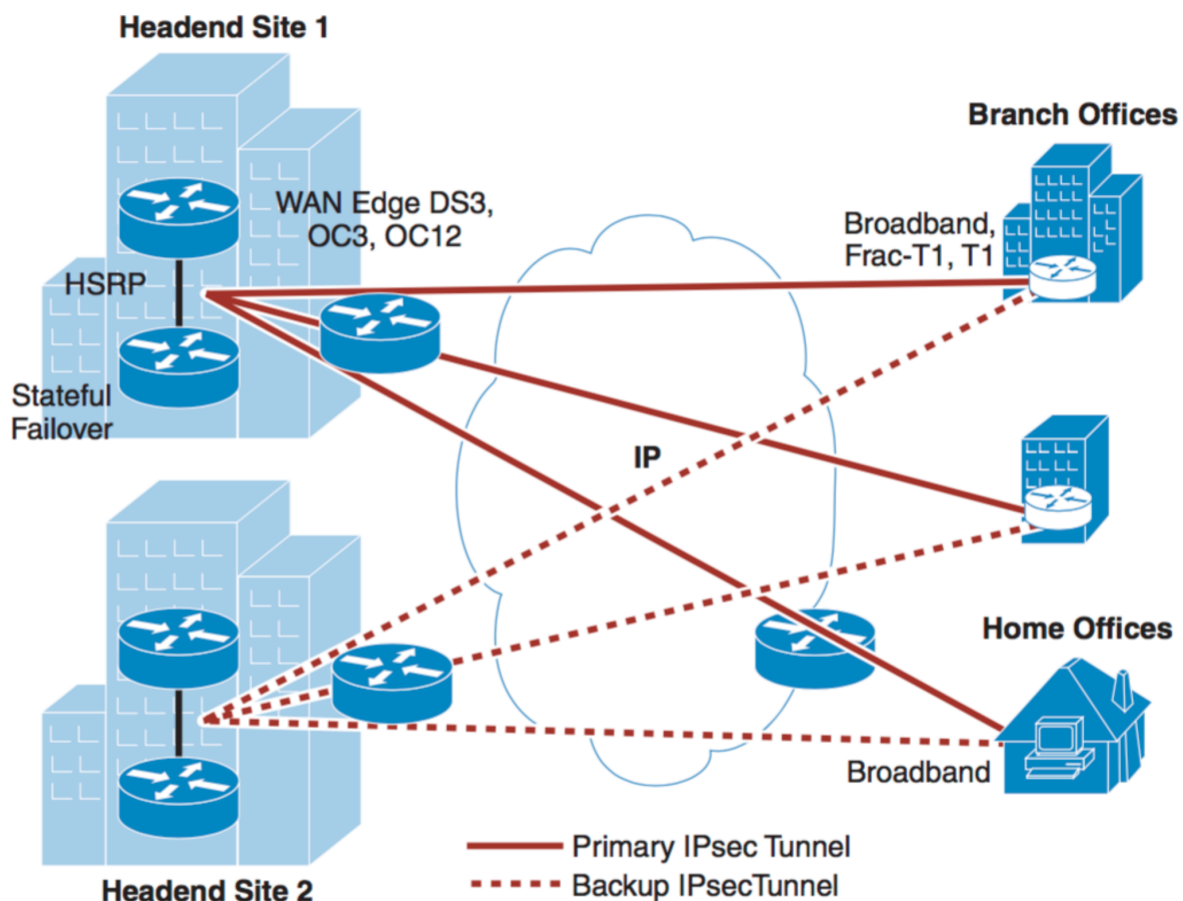 Headend Site 1
Branch Offices
WAN Edge DS3,
OC3, OC12
Broadband,
Frac-T1, T1
HSRP
Stateful
Failover
IP
Home Offices
Broadband
Primary IPsec Tunnel
Backup IPsecTunnel
Headend Site 2